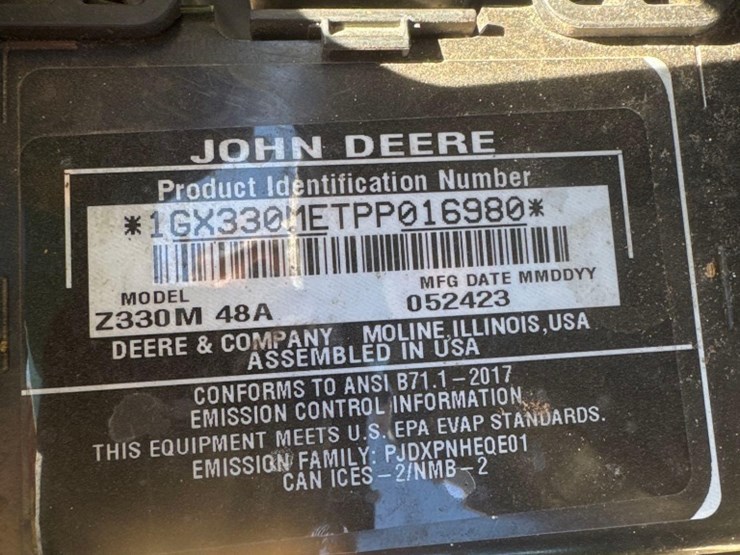 JOHN DEERE
Product Identification Number
*1GX330METPP016980*
MODEL
MFG DATE MMDDYY
Z330M 48A
052423
DEERE & COMPANY MOLINE, ILLINOIS, USA
ASSEMBLED IN USA
CONFORMS TO ANSI B71.1-2017
EMISSION CONTROL INFORMATION
THIS EQUIPMENT MEETS U.S. EPA EVAP STANDARDS.
EMISSION FAMILY: PJDXPNHEQE01
CAN ICES-2/NMB-2